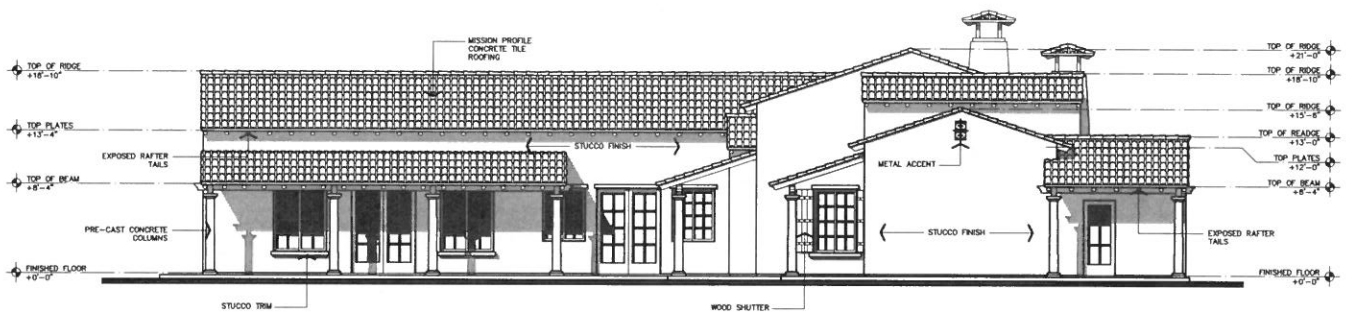 MISSION PROFILE
CONCRETE TILE
ROOFING
TOP OF RIDGE
+18'-10"
TOP PLATES
+13'-4"
EXPOSED RAFTER
TAILS
TOP OF BEAM
+8'-4"
PRE-CAST CONCRETE
COLUMNS
FINISHED FLOOR
+0'-0"
STUCCO TRIM
STUCCO FINISH
METAL ACCENT
STUCCO FINISH
WOOD SHUTTER
TOP OF RIDGE
+21'-0"
TOP OF RIDGE
+18'-10"
TOP OF RIDGE
+15'-8"
TOP OF READGE
+13'-0"
TOP PLATES
+12'-0"
TOP OF BEAM
+8'-4"
EXPOSED RAFTER
TAILS
FINISHED FLOOR
+0'-0"